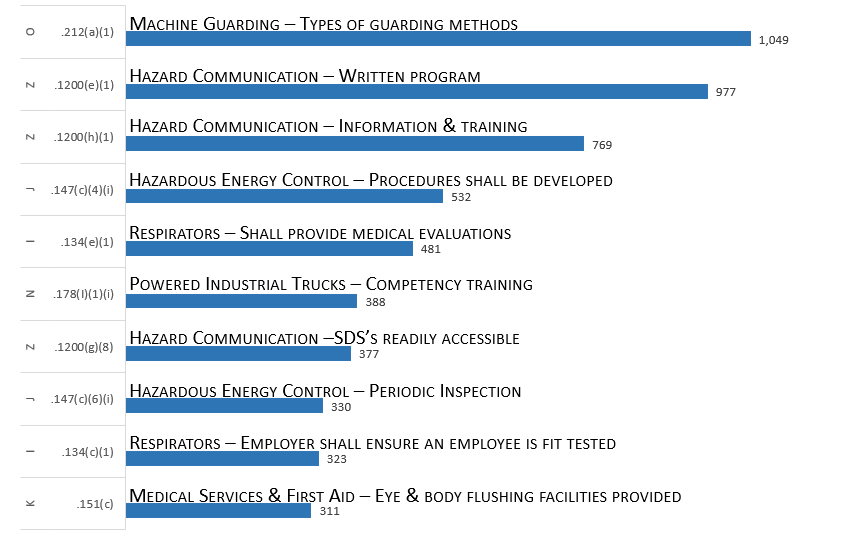 MACHINE GUARDING – TYPES OF GUARDING METHODS
O .212(a)(1) 1,049
HAZARD COMMUNICATION – WRITTEN PROGRAM
Z .1200(e)(1) 977
HAZARD COMMUNICATION – INFORMATION & TRAINING
Z .1200(h)(1) 769
HAZARDOUS ENERGY CONTROL – PROCEDURES SHALL BE DEVELOPED
J .147(c)(4)(i) 532
RESPIRATORS – SHALL PROVIDE MEDICAL EVALUATIONS
I .134(e)(1) 481
POWERED INDUSTRIAL TRUCKS – COMPETENCY TRAINING
N .178(l)(1)(i) 388
HAZARD COMMUNICATION –SDS'S READILY ACCESSIBLE
Z .1200(g)(8) 377
HAZARDOUS ENERGY CONTROL – PERIODIC INSPECTION
J .147(c)(6)(i) 330
RESPIRATORS – EMPLOYER SHALL ENSURE AN EMPLOYEE IS FIT TESTED
I .134(c)(1) 323
MEDICAL SERVICES & FIRST AID – EYE & BODY FLUSHING FACILITIES PROVIDED
K .151(c) 311